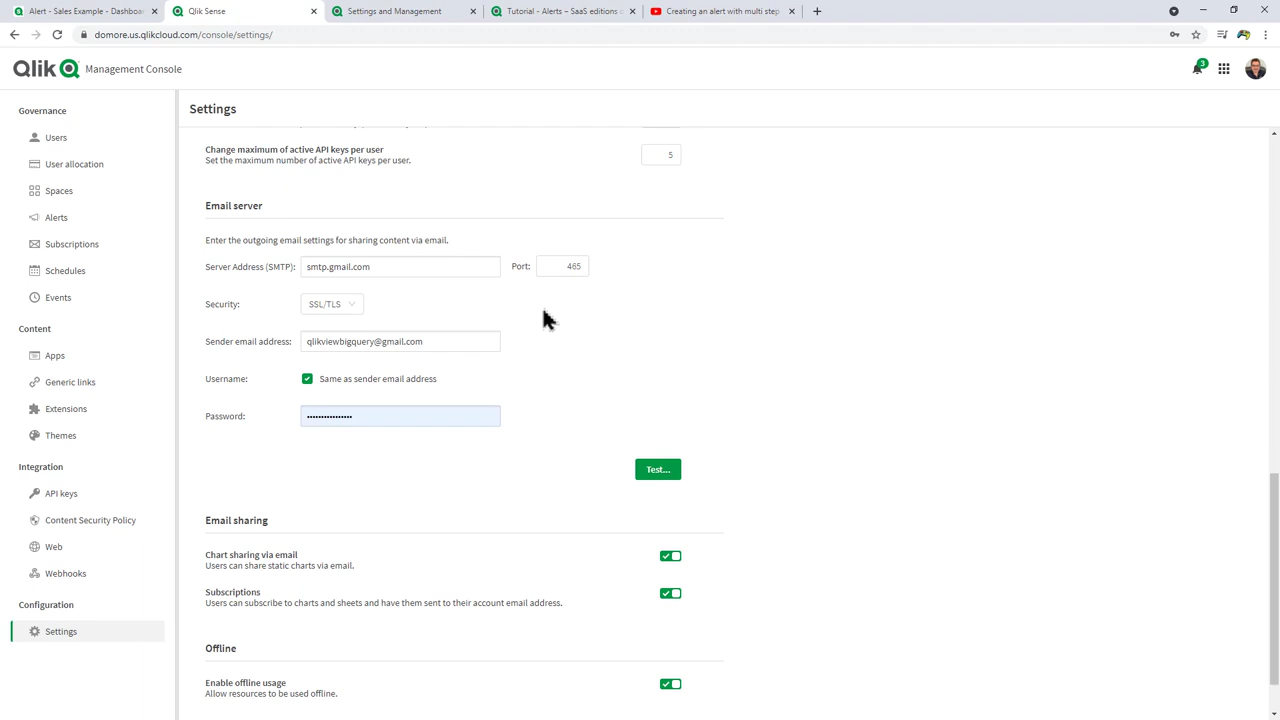 Alert - Sales Example - Dashboa
Qlik Sense
Settings and Management
Tutorial - Alerts – SaaS editions o
Creating an alert with multi step
domore.us.qlikcloud.com/console/settings/
Qlik
Management Console
3
Governance
Users
User allocation
Spaces
Alerts
Subscriptions
Schedules
Events
Content
Apps
Generic links
Extensions
Themes
Integration
API keys
Content Security Policy
Web
Webhooks
Configuration
Settings
Settings
Change maximum of active API keys per user
Set the maximum number of active API keys per user.
5
Email server
Enter the outgoing email settings for sharing content via email.
Server Address (SMTP): smtp.gmail.com Port: 465
Security: SSL/TLS
Sender email address: qlikviewbigquery@gmail.com
Username: Same as sender email address
Password: ••••••••••••••••
Test...
Email sharing
Chart sharing via email
Users can share static charts via email.
Subscriptions
Users can subscribe to charts and sheets and have them sent to their account email address.
Offline
Enable offline usage
Allow resources to be used offline.